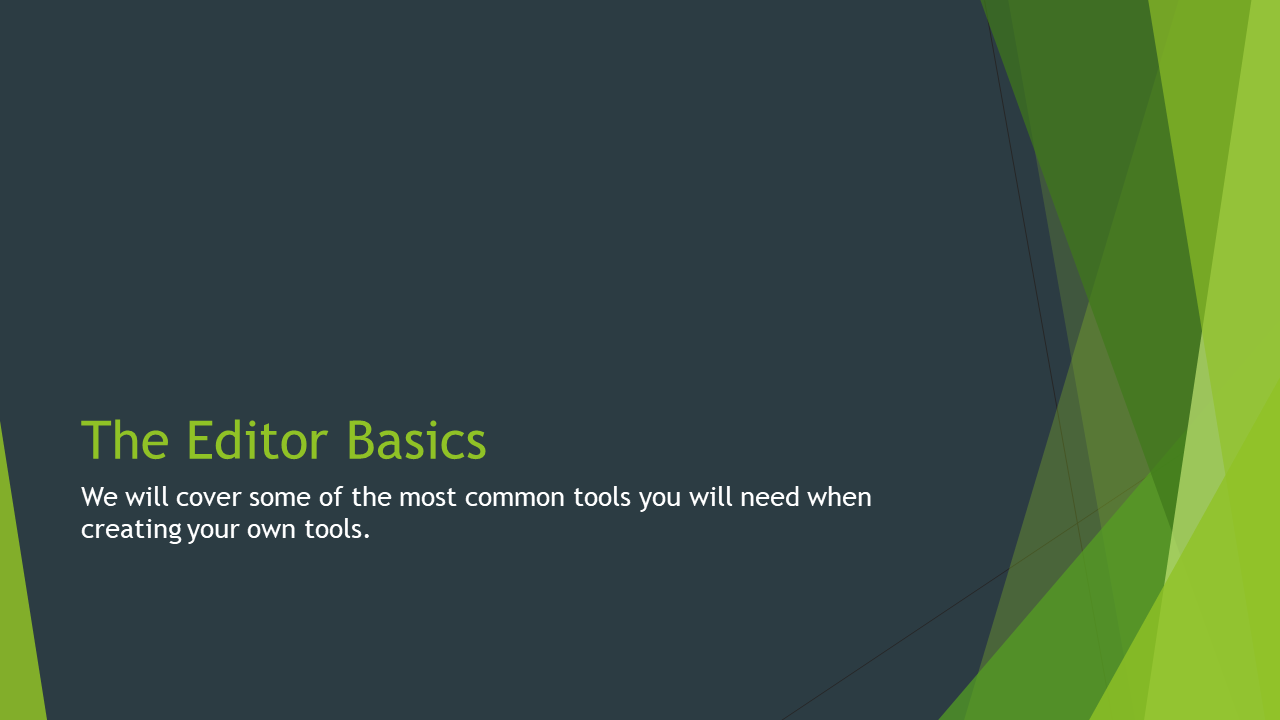 The Editor Basics
We will cover some of the most common tools you will need when
creating your own tools.